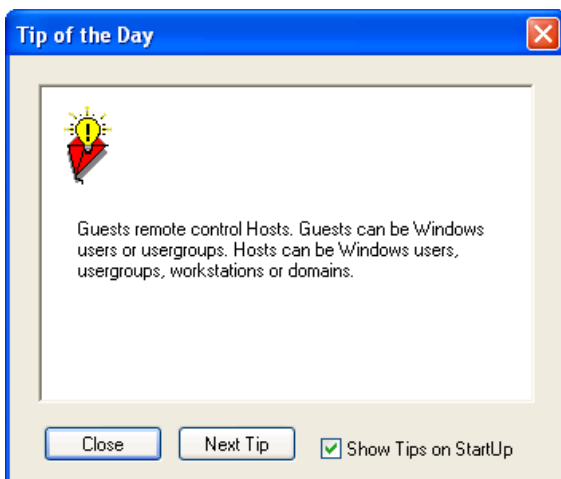 Tip of the Day
Guests remote control Hosts. Guests can be Windows
users or usergroups. Hosts can be Windows users,
usergroups, workstations or domains.
Close
Next Tip
Show Tips on StartUp